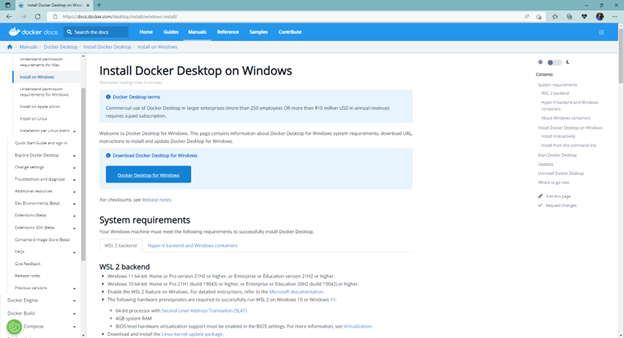 Install Docker Desktop on Wind
https://docs.docker.com/desktop/install/windows-install/
docker docs
Search the docs
Home
Guides
Manuals
Reference
Samples
Contribute
Manuals / Docker Desktop / Install Docker Desktop / Install on Windows
Understand permission
requirements for Mac
Install on Windows
Understand permission
requirements for Windows
Install on Apple silicon
Install on Linux
Installation per Linux distro
Quick Start Guide and sign in
Explore Docker Desktop
Change settings
Troubleshoot and diagnose
Additional resources
Dev Environments (Beta)
Extensions (Beta)
Extensions SDK (Beta)
Containerd Image Store (Beta)
FAQs
Give feedback
Release notes
Previous versions
Docker Engine
Docker Build
Compose
Install Docker Desktop on Windows
Estimated reading time: 9 minutes
Docker Desktop terms
Commercial use of Docker Desktop in larger enterprises (more than 250 employees OR more than $10 million USD in annual revenue)
requires a paid subscription.
Welcome to Docker Desktop for Windows. This page contains information about Docker Desktop for Windows system requirements, download URL,
instructions to install and update Docker Desktop for Windows.
Download Docker Desktop for Windows
Docker Desktop for Windows
For checksums, see Release notes
System requirements
Your Windows machine must meet the following requirements to successfully install Docker Desktop.
WSL 2 backend
Hyper-V backend and Windows containers
WSL 2 backend
Windows 11 64-bit: Home or Pro version 21H2 or higher, or Enterprise or Education version 21H2 or higher.
Windows 10 64-bit: Home or Pro 21H1 (build 19043) or higher, or Enterprise or Education 20H2 (build 19042) or higher.
Enable the WSL 2 feature on Windows. For detailed instructions, refer to the Microsoft documentation.
The following hardware prerequisites are required to successfully run WSL 2 on Windows 10 or Windows 11:
64-bit processor with Second Level Address Translation (SLAT)
4GB system RAM
BIOS-level hardware virtualization support must be enabled in the BIOS settings. For more information, see Virtualization.
Download and install the Linux kernel update package.
Contents:
System requirements
WSL 2 backend
Hyper-V backend and Windows
containers
About Windows containers
Install Docker Desktop on Windows
Install interactively
Install from the command line
Start Docker Desktop
Updates
Uninstall Docker Desktop
Where to go next
Edit this page
Request changes